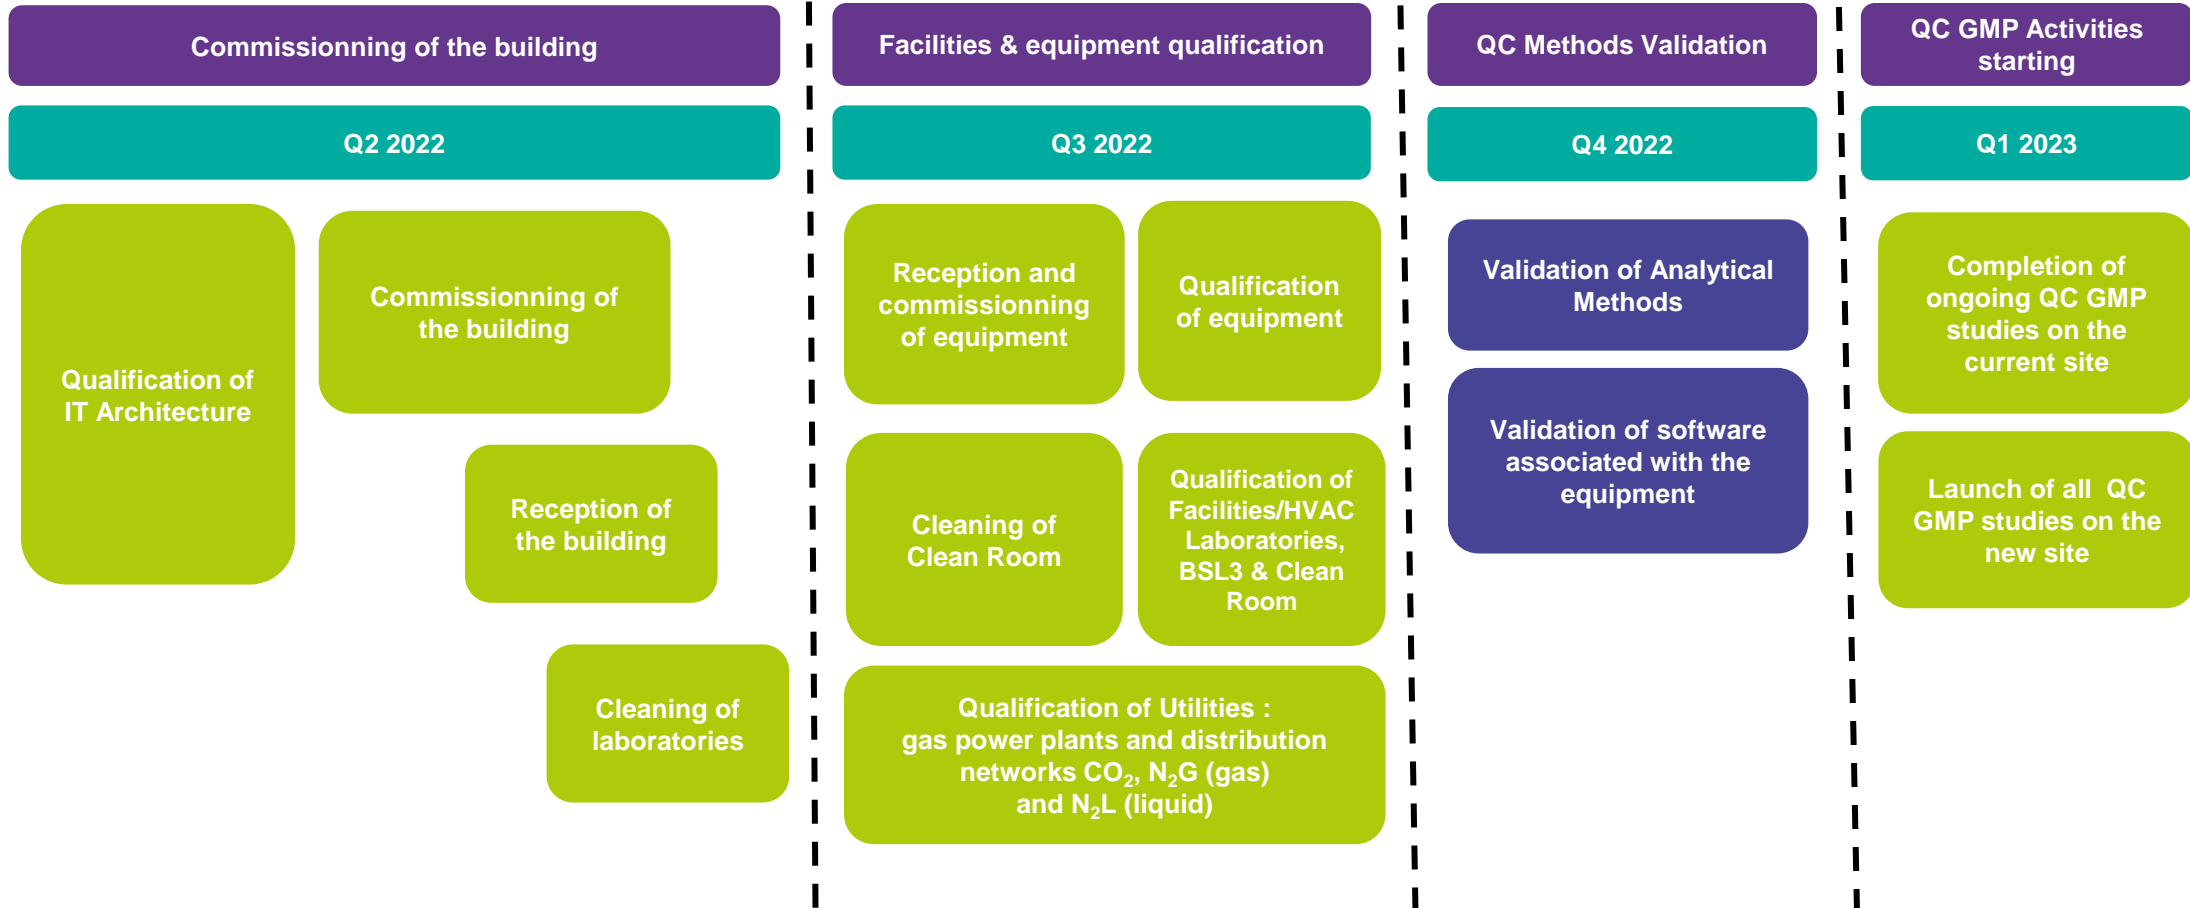 Commissionning of the building
Q2 2022
Qualification of
IT Architecture
Commissionning of
the building
Reception of
the building
Cleaning of
laboratories
Facilities & equipment qualification
Q3 2022
Reception and
commissionning
of equipment
Qualification
of equipment
Cleaning of
Clean Room
Qualification of
Facilities/HVAC
Laboratories,
BSL3 & Clean
Room
Qualification of Utilities :
gas power plants and distribution
networks CO₂, N₂G (gas)
and N₂L (liquid)
QC Methods Validation
Q4 2022
Validation of Analytical
Methods
Validation of software
associated with the
equipment
QC GMP Activities
starting
Q1 2023
Completion of
ongoing QC GMP
studies on the
current site
Launch of all  QC
GMP studies on the
new site